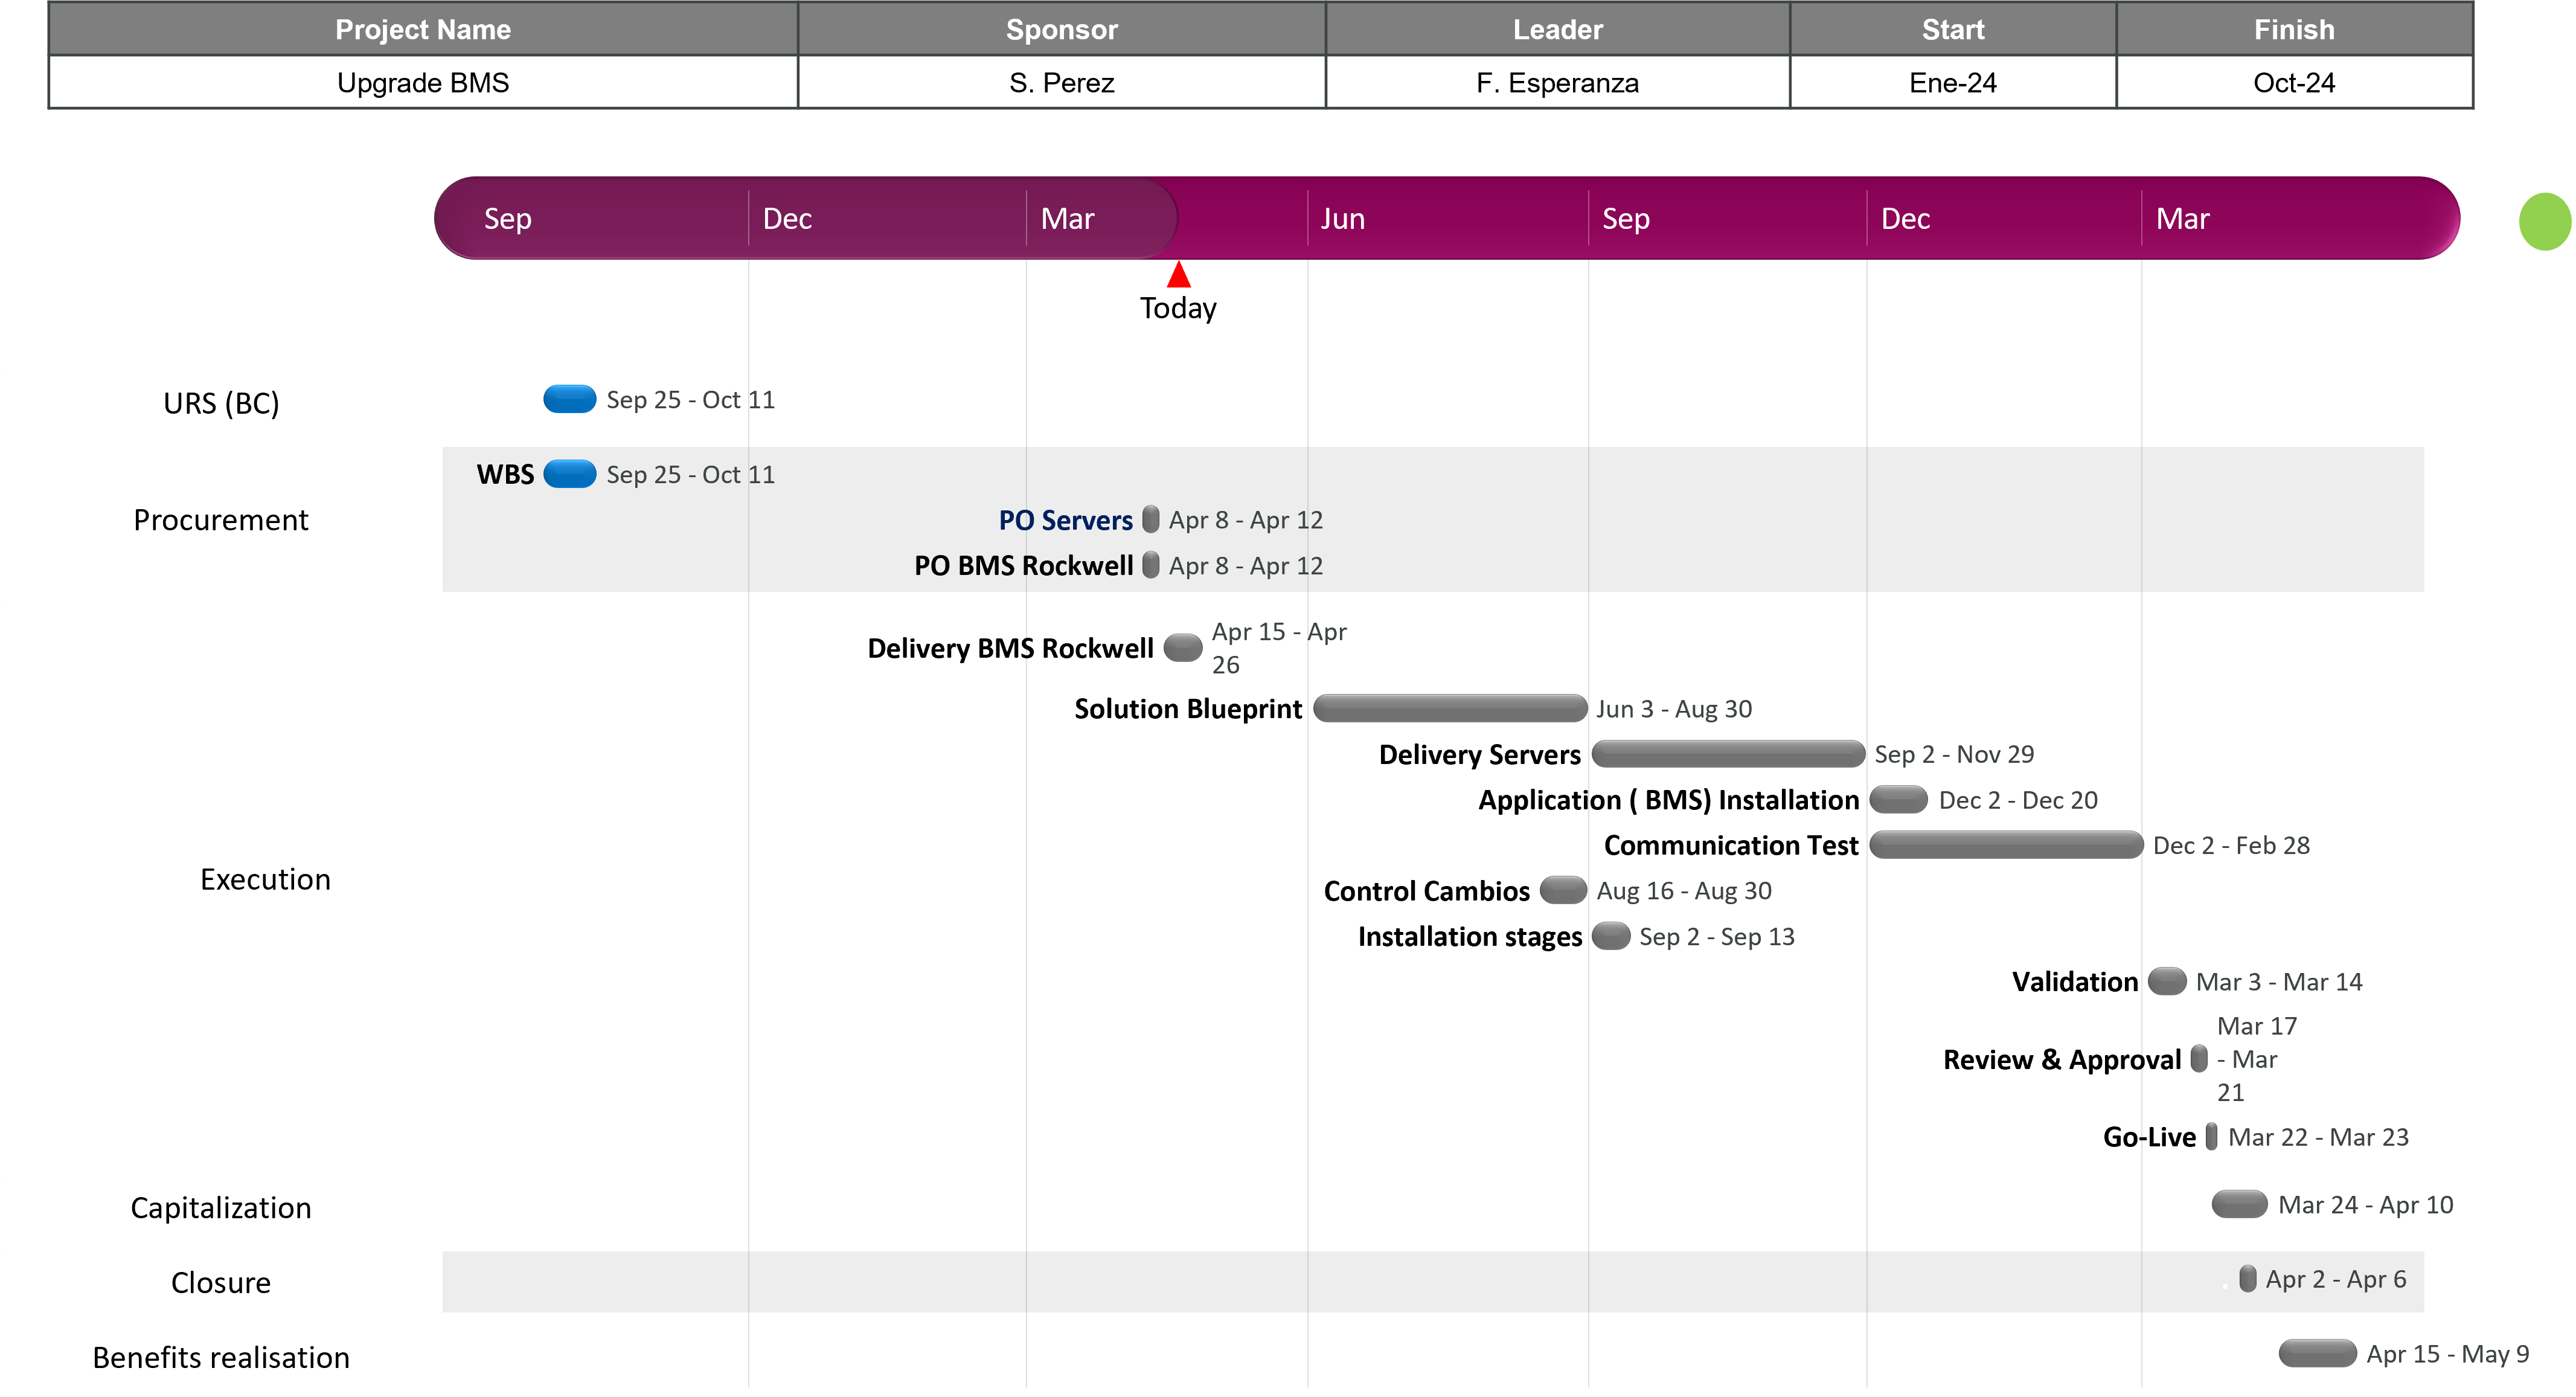 Project Name Sponsor Leader Start Finish
Upgrade BMS S. Perez F. Esperanza Ene-24 Oct-24
Sep Dec Mar Jun Sep Dec Mar
Today
URS (BC) Sep 25 - Oct 11
WBS Sep 25 - Oct 11
Procurement PO Servers Apr 8 - Apr 12
PO BMS Rockwell Apr 8 - Apr 12
Delivery BMS Rockwell Apr 15 - Apr
26
Solution Blueprint Jun 3 - Aug 30
Delivery Servers Sep 2 - Nov 29
Application ( BMS) Installation Dec 2 - Dec 20
Communication Test Dec 2 - Feb 28
Execution
Control Cambios Aug 16 - Aug 30
Installation stages Sep 2 - Sep 13
Validation Mar 3 - Mar 14
Mar 17
Review & Approval - Mar
21
Go-Live Mar 22 - Mar 23
Capitalization Mar 24 - Apr 10
Closure . Apr 2 - Apr 6
Benefits realisation Apr 15 - May 9